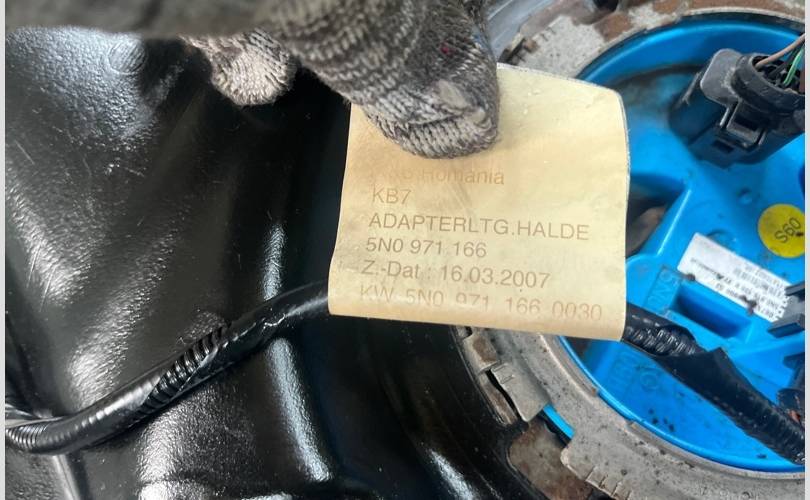 Romania
KB7
ADAPTERLTG.HALDE
5N0 971 166
Z.-Dat : 16.03.2007
KW 5N0 971 166 0030
S60